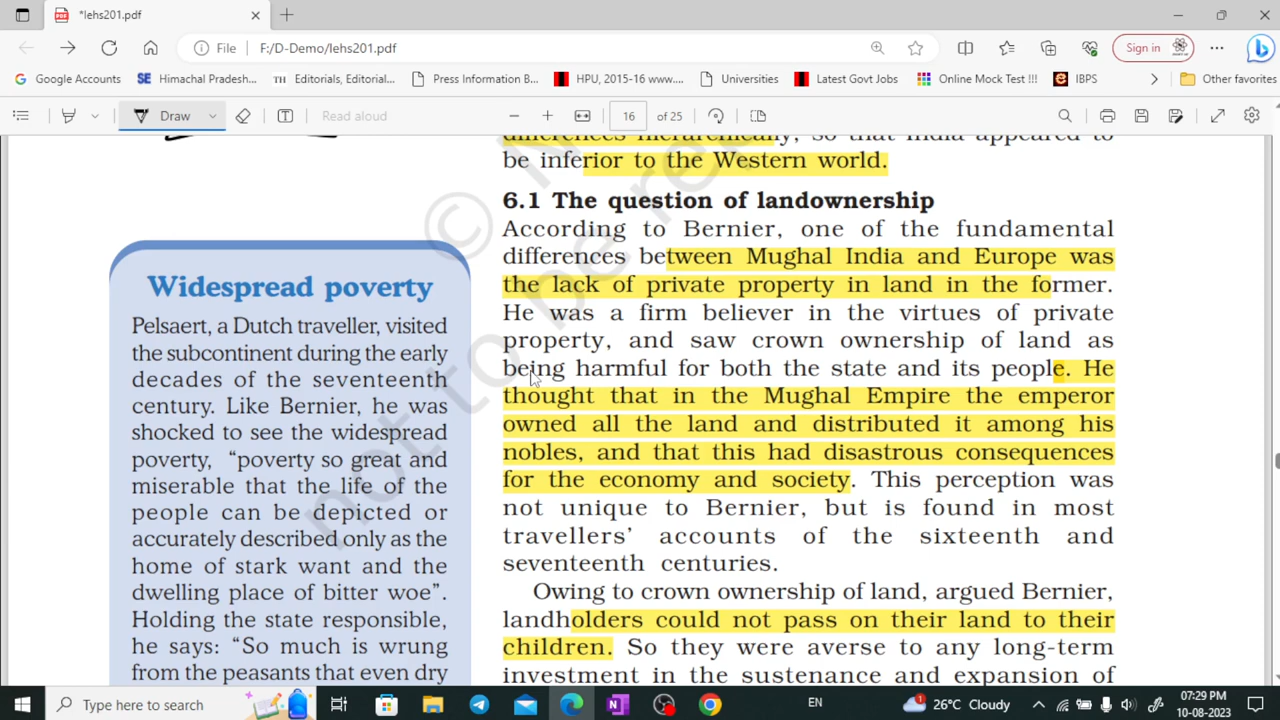 *lehs201.pdf
File
F:/D-Demo/lehs201.pdf
Sign in
Google Accounts
SE Himachal Pradesh...
TH Editorials, Editorial...
Press Information B...
HPU, 2015-16 www....
Universities
Latest Govt Jobs
Online Mock Test !!!
IBPS
Other favorites
Draw
Read aloud
16 of 25
differences hierarchically, so that India appeared to
be inferior to the Western world.
6.1 The question of landownership
According to Bernier, one of the fundamental
differences between Mughal India and Europe was
the lack of private property in land in the former.
He was a firm believer in the virtues of private
property, and saw crown ownership of land as
being harmful for both the state and its people. He
thought that in the Mughal Empire the emperor
owned all the land and distributed it among his
nobles, and that this had disastrous consequences
for the economy and society. This perception was
not unique to Bernier, but is found in most
travellers’ accounts of the sixteenth and
seventeenth centuries.
Owing to crown ownership of land, argued Bernier,
landholders could not pass on their land to their
children. So they were averse to any long-term
investment in the sustenance and expansion of
Widespread poverty
Pelsaert, a Dutch traveller, visited
the subcontinent during the early
decades of the seventeenth
century. Like Bernier, he was
shocked to see the widespread
poverty, “poverty so great and
miserable that the life of the
people can be depicted or
accurately described only as the
home of stark want and the
dwelling place of bitter woe”.
Holding the state responsible,
he says: “So much is wrung
from the peasants that even dry
© N
not to be re
Type here to search
EN
1
26°C Cloudy
07:29 PM
10-08-2023